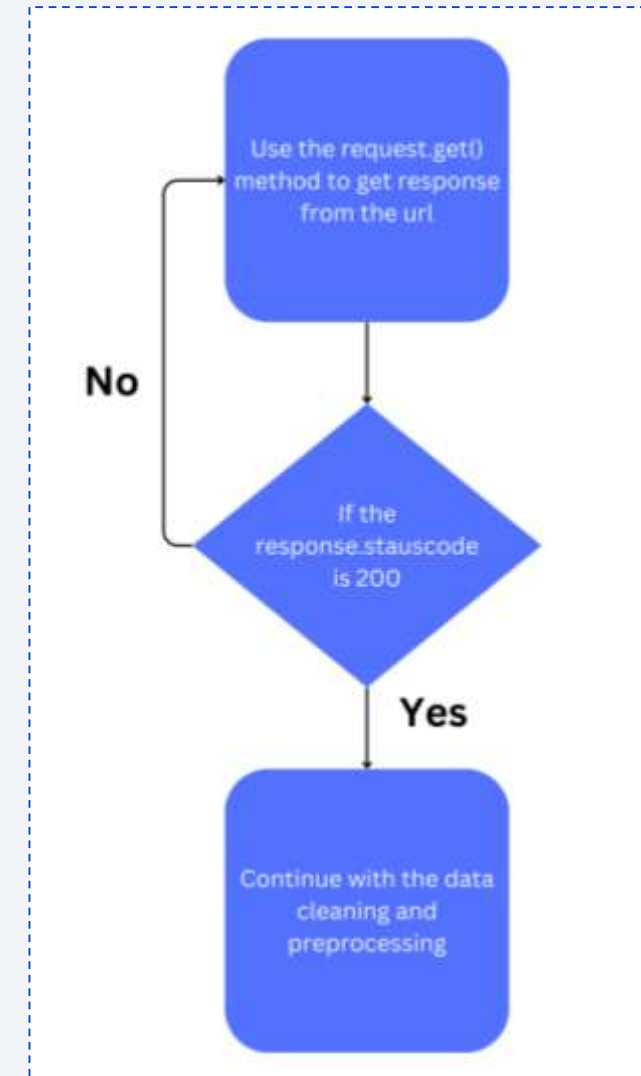 Use the request.get()
method to get response
from the url
No
If the
response.stauscode
is 200
Yes
Continue with the data
cleaning and
preprocessing